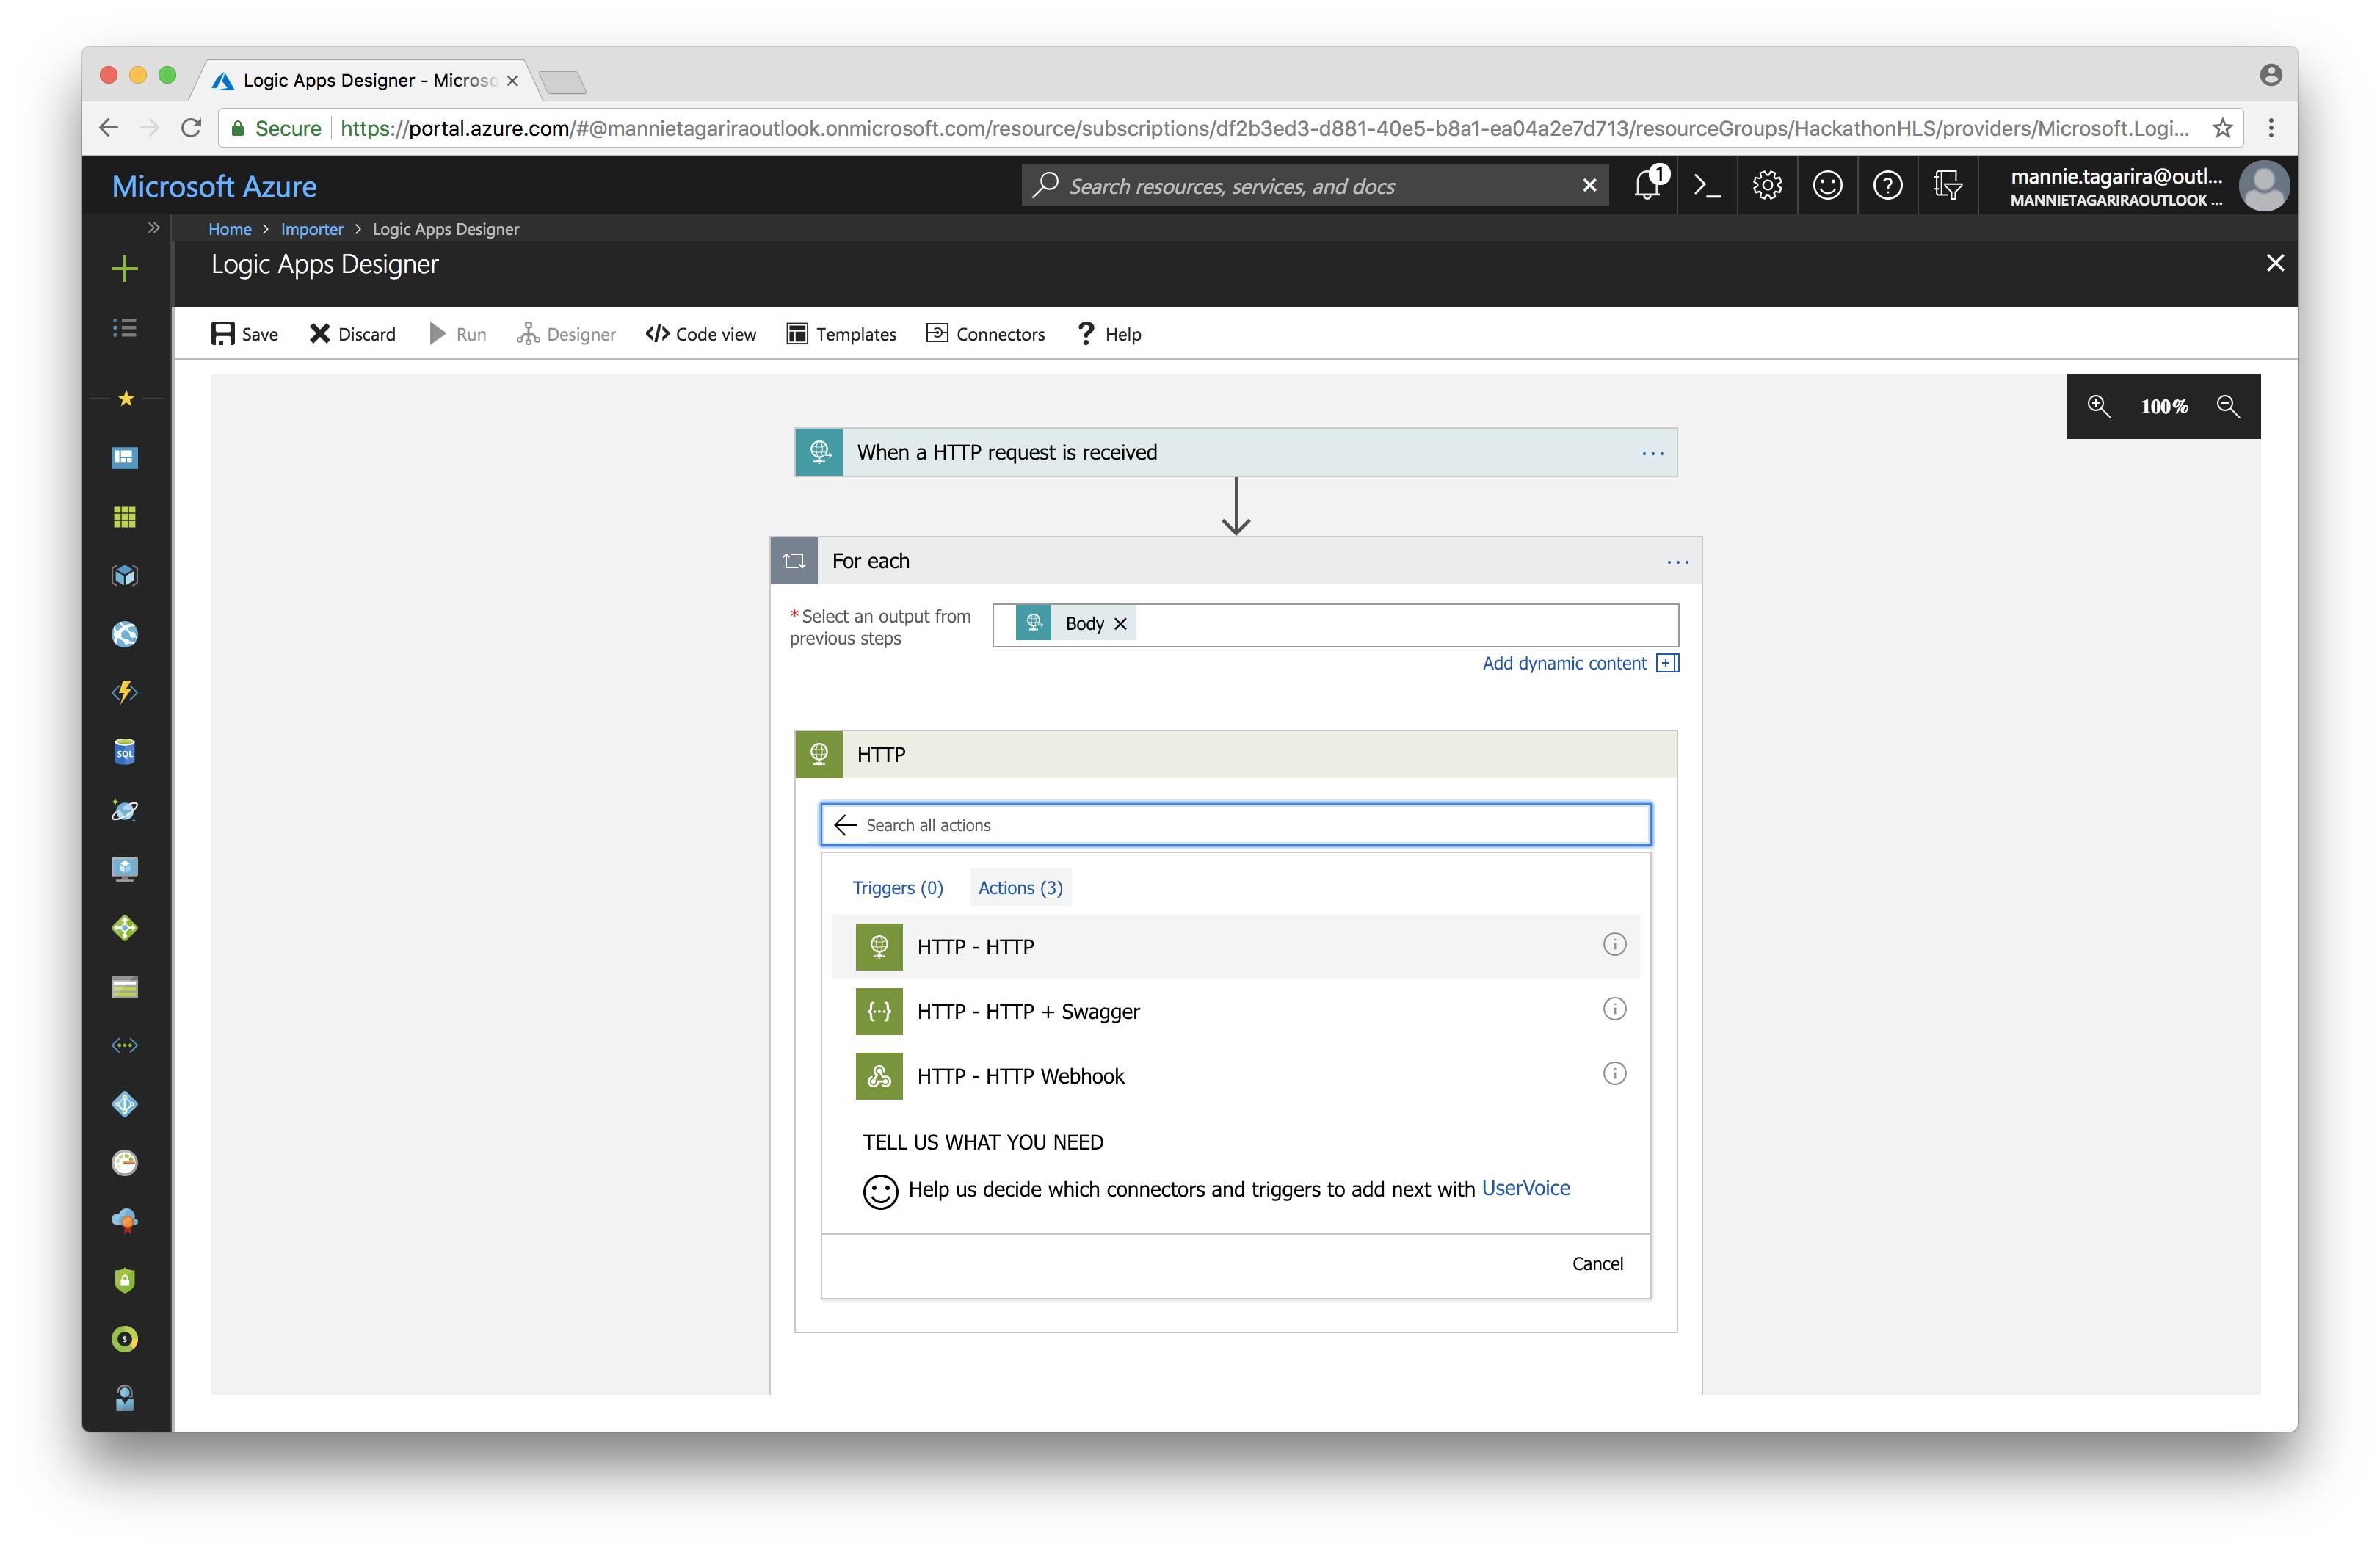 Logic Apps Designer - Microso
Secure
https://portal.azure.com/#@mannietagariraoutlook.onmicrosoft.com/resource/subscriptions/df2b3ed3-d881-40e5-b8a1-ea04a2e7d713/resourceGroups/HackathonHLS/providers/Microsoft.Logi...
Microsoft Azure
Search resources, services, and docs
1
mannie.tagarira@outl...
MANNIETAGARIRAOUTLOOK ...
Home > Importer > Logic Apps Designer
Logic Apps Designer
Save Discard Run Designer Code view Templates Connectors ? Help
100%
When a HTTP request is received
...
For each
...
* Select an output from
previous steps
Body
Add dynamic content
HTTP
Search all actions
Triggers (0) Actions (3)
HTTP - HTTP
HTTP - HTTP + Swagger
HTTP - HTTP Webhook
TELL US WHAT YOU NEED
Help us decide which connectors and triggers to add next with UserVoice
Cancel
SQL